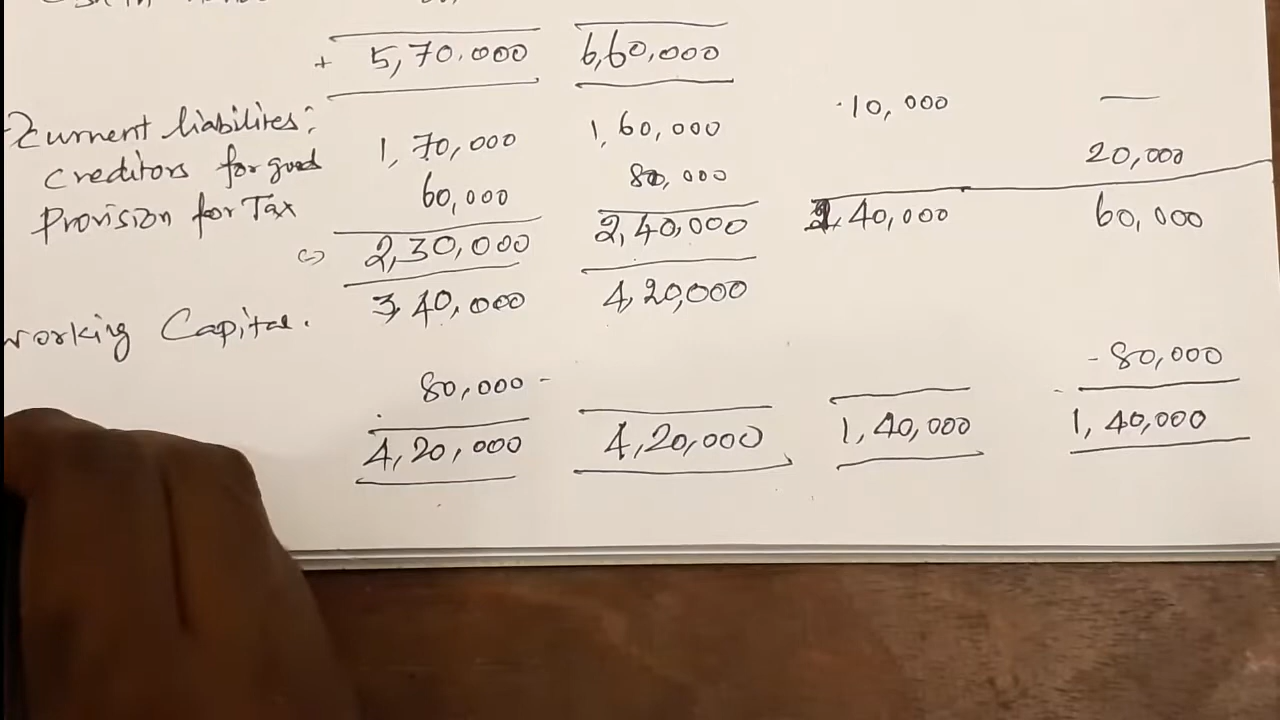 + 5,70,000 6,60,000
Current liabilites:
10,000 —
creditors for good 1,70,000 1,60,000
20,000
Provision for Tax 60,000 80,000
(-) 2,30,000 2,40,000 1,40,000 60,000
3,40,000 4,20,000
working Capital.
80,000 - - 80,000
4,20,000 4,20,000 1,40,000 1,40,000